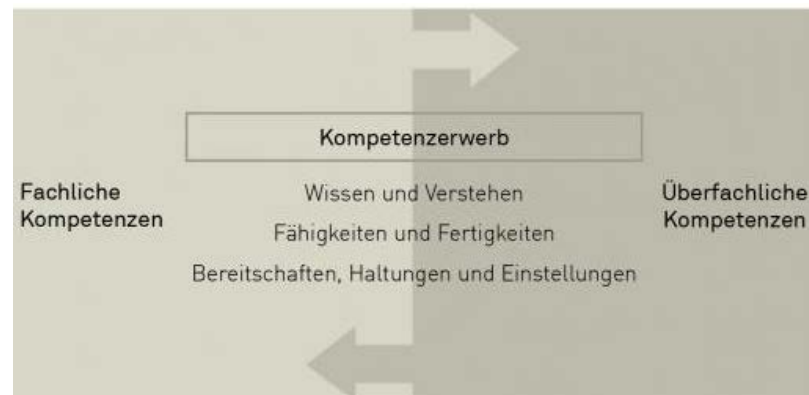 Kompetenzerwerb
Fachliche
Kompetenzen
Wissen und Verstehen
Fähigkeiten und Fertigkeiten
Bereitschaften, Haltungen und Einstellungen
Überfachliche
Kompetenzen